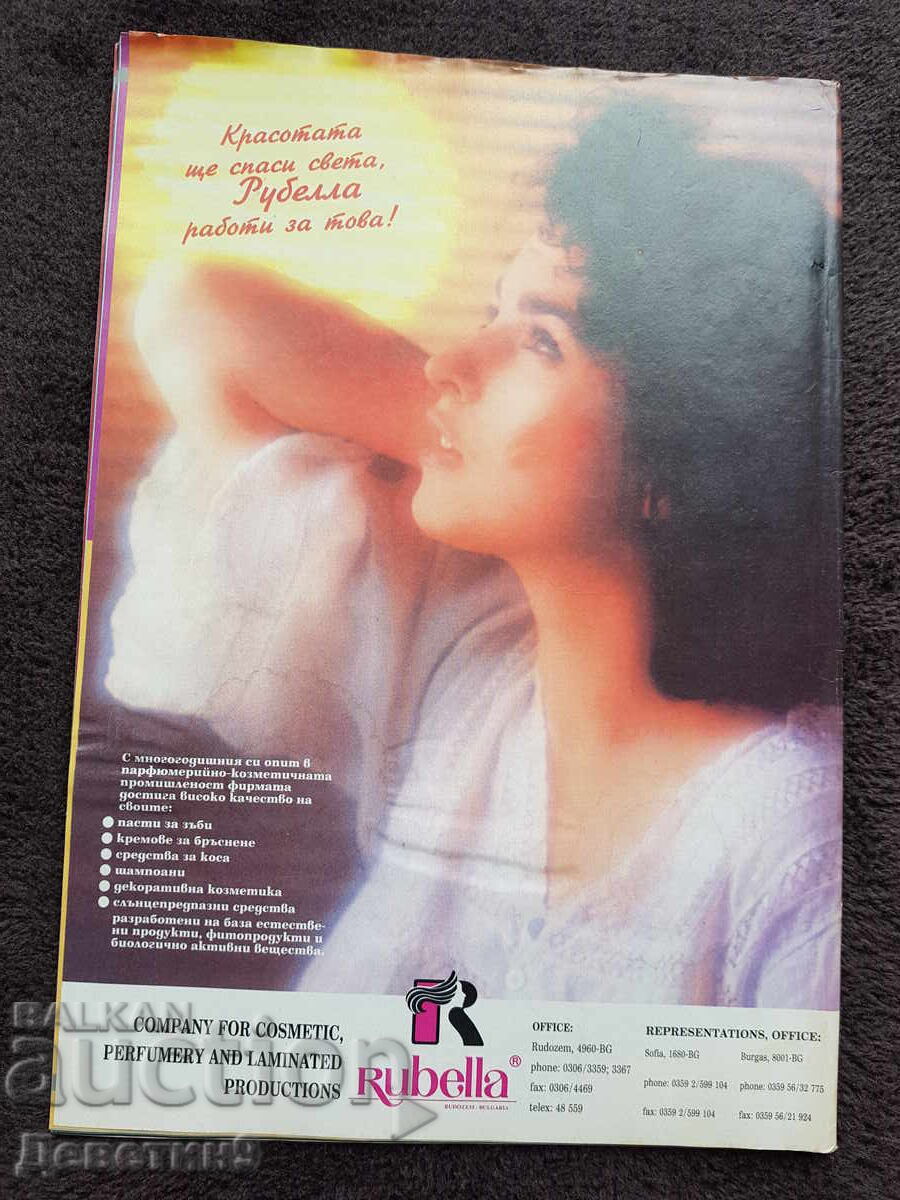 Красотата
ще спаси света,
Рубелла
работи за това!
С многогодишния си опит в
парфюмерийно-козметичната
промишленост фирмата
достига високо качество на
своите:
● пасти за зъби
● кремове за бръснене
● средства за коса
● шампоани
● декоративна козметика
● слънцепредпазни средства
разработени на база естестве-
ни продукти, фитопродукти и
биологично активни вещества.
COMPANY FOR COSMETIC,
PERFUMERY AND LAMINATED
PRODUCTIONS
R
Rubella®
RUDOZEM - BULGARIA
OFFICE:
Rudozem, 4960-BG
phone: 0306/3359; 3367
fax: 0306/4469
telex: 48 559
REPRESENTATIONS, OFFICE:
Sofia, 1680-BG
phone: 0359 2/599 104
fax: 0359 2/599 104
Burgas, 8001-BG
phone: 0359 56/32 775
fax: 0359 56/21 924
BALKAN
auction
Деветин9